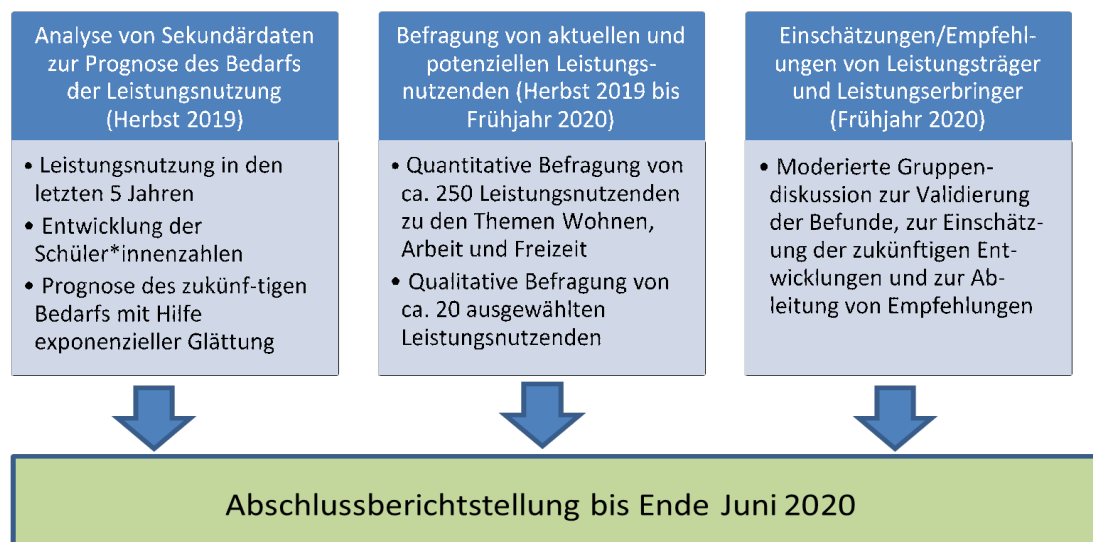 Analyse von Sekundärdaten
zur Prognose des Bedarfs
der Leistungsnutzung
(Herbst 2019)
• Leistungsnutzung in den
letzten 5 Jahren
• Entwicklung der
Schüler*innenzahlen
• Prognose des zukünf-tigen
Bedarfs mit Hilfe
exponenzieller Glättung
Befragung von aktuellen und
potenziellen Leistungs-
nutzenden (Herbst 2019 bis
Frühjahr 2020)
• Quantitative Befragung von
ca. 250 Leistungsnutzenden
zu den Themen Wohnen,
Arbeit und Freizeit
• Qualitative Befragung von
ca. 20 ausgewählten
Leistungsnutzenden
Einschätzungen/Empfehl-
ungen von Leistungsträger
und Leistungserbringer
(Frühjahr 2020)
• Moderierte Gruppen-
diskussion zur Validierung
der Befunde, zur Einschätz-
ung der zukünftigen Ent-
wicklungen und zur Ab-
leitung von Empfehlungen
Abschlussberichtstellung bis Ende Juni 2020